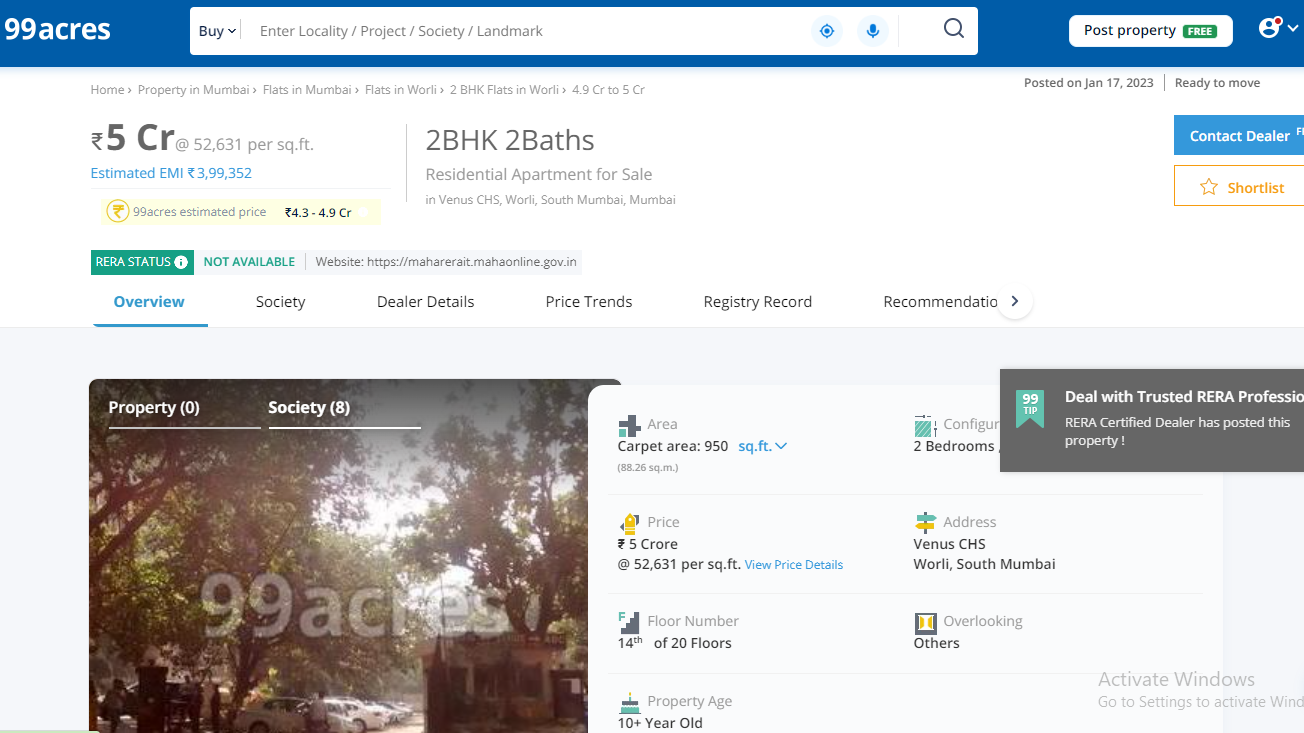 99acres
Buy
Enter Locality / Project / Society / Landmark
Post property FREE
Home › Property in Mumbai › Flats in Mumbai › Flats in Worli › 2 BHK Flats in Worli › 4.9 Cr to 5 Cr
Posted on Jan 17, 2023 Ready to move
₹5 Cr @ 52,631 per sq.ft.
Estimated EMI ₹3,99,352
99acres estimated price ₹4.3 - 4.9 Cr
2BHK 2Baths
Residential Apartment for Sale
in Venus CHS, Worli, South Mumbai, Mumbai
Contact Dealer
Shortlist
RERA STATUS NOT AVAILABLE Website: https://maharerait.mahaonline.gov.in
Overview Society Dealer Details Price Trends Registry Record Recommendatio
Property (0) Society (8)
99acres
Area
Carpet area: 950 sq.ft.
(88.26 sq.m.)
Configur
2 Bedrooms ,
99 TIP
Deal with Trusted RERA Professio
RERA Certified Dealer has posted this
property !
Price
₹ 5 Crore
@ 52,631 per sq.ft. View Price Details
Address
Venus CHS
Worli, South Mumbai
Floor Number
14th of 20 Floors
Overlooking
Others
Property Age
10+ Year Old
Activate Windows
Go to Settings to activate Wind